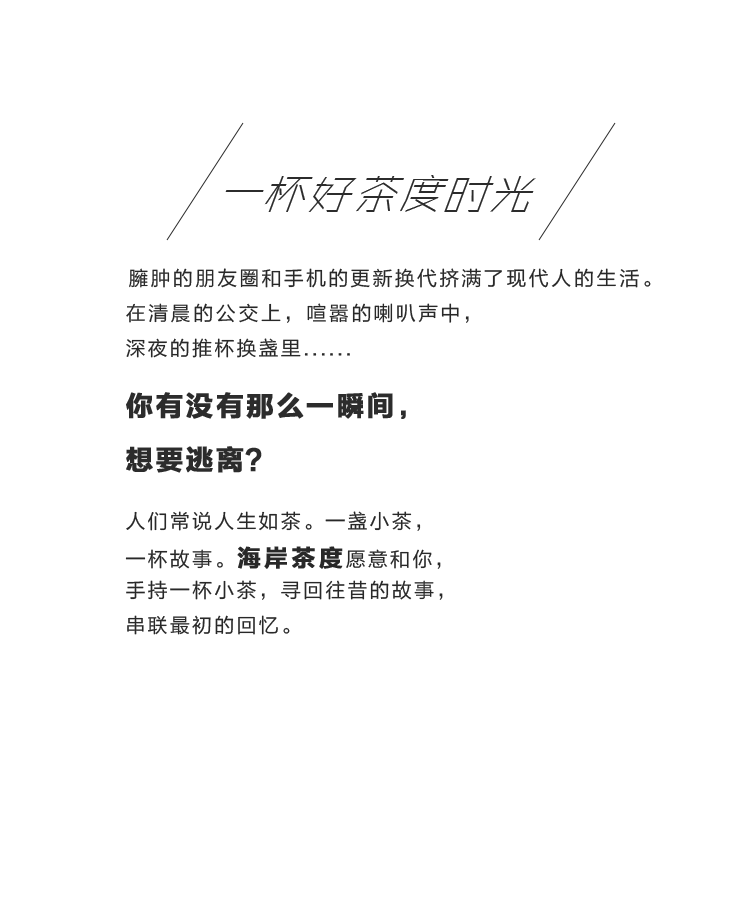 一杯好茶度时光
臃肿的朋友圈和手机的更新换代挤满了现代人的生活。
在清晨的公交上，喧嚣的喇叭声中，
深夜的推杯换盏里......
你有没有那么一瞬间，
想要逃离？
人们常说人生如茶。一盏小茶，
一杯故事。海岸茶度愿意和你，
手持一杯小茶，寻回往昔的故事，
串联最初的回忆。